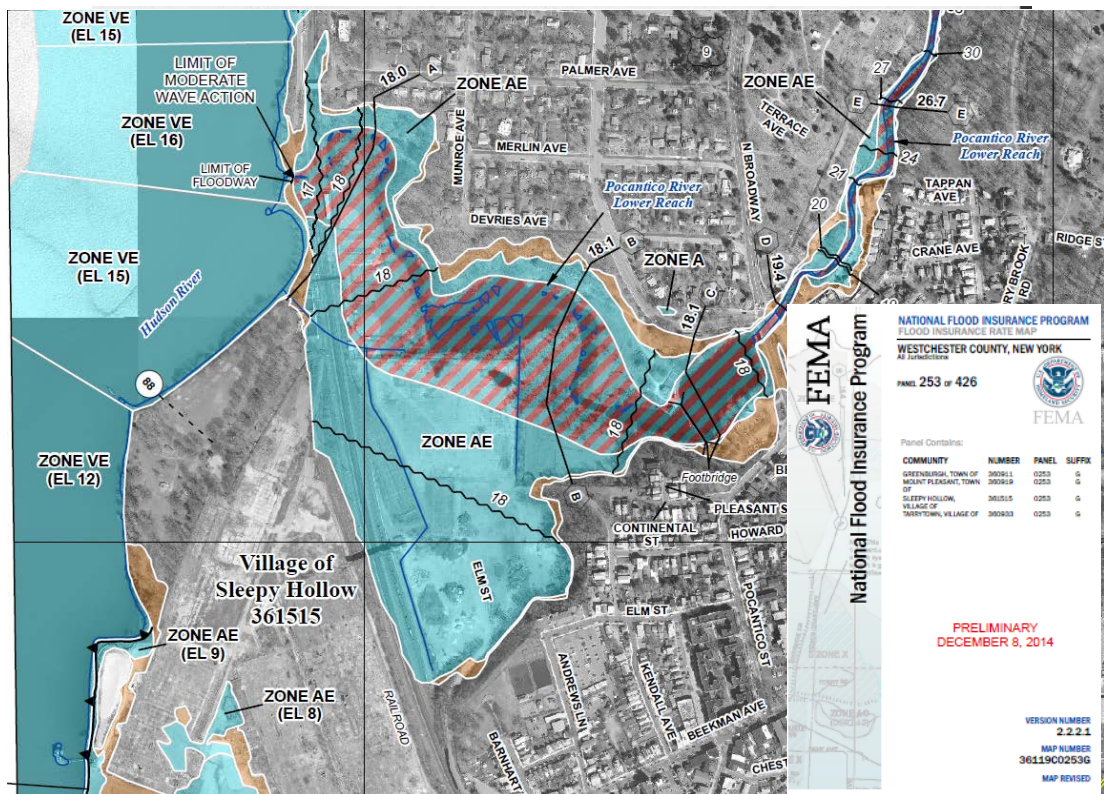 ZONE VE
(EL 15)
LIMIT OF
MODERATE
WAVE ACTION
ZONE VE
(EL 16)
LIMIT OF
FLOODWAY
ZONE VE
(EL 15)
Hudson River
88
ZONE VE
(EL 12)
17
18
18.0
A
ZONE AE
PALMER AVE
9
MUNROE AVE
MERLIN AVE
DEVRIES AVE
TERRACE
AVE
N BROADWAY
ZONE AE
27
30
E
26.7
E
Pocantico River
Lower Reach
24
21
20
TAPPAN
AVE
CRANE AVE
RIDGE S
RY BROOK
RD
Pocantico River
Lower Reach
18.1
B
ZONE A
18.1
C
D
19.4
18
18
18
ZONE AE
B
Footbridge
18
CONTINENTAL
ST
PLEASANT S
HOWARD
Village of
Sleepy Hollow
361515
ELM ST
ELM ST
POCANTICO ST
ZONE AE
(EL 9)
ZONE AE
(EL 8)
RAILROAD
ANDREWS LN
KENDALL AVE
BEEKMAN AVE
BARNHART
CHEST
FEMA
National Flood Insurance Program
NATIONAL FLOOD INSURANCE PROGRAM
FLOOD INSURANCE RATE MAP
WESTCHESTER COUNTY, NEW YORK
All Jurisdictions
PANEL 253 OF 426
FEMA
Panel Contains:
COMMUNITY NUMBER PANEL SUFFIX
GREENBURGH, TOWN OF 360911 0253 G
MOUNT PLEASANT, TOWN OF 360919 0253 G
SLEEPY HOLLOW, VILLAGE OF 361515 0253 G
TARRYTOWN, VILLAGE OF 360933 0253 G
PRELIMINARY
DECEMBER 8, 2014
VERSION NUMBER
2.2.2.1
MAP NUMBER
36119C0253G
MAP REVISED